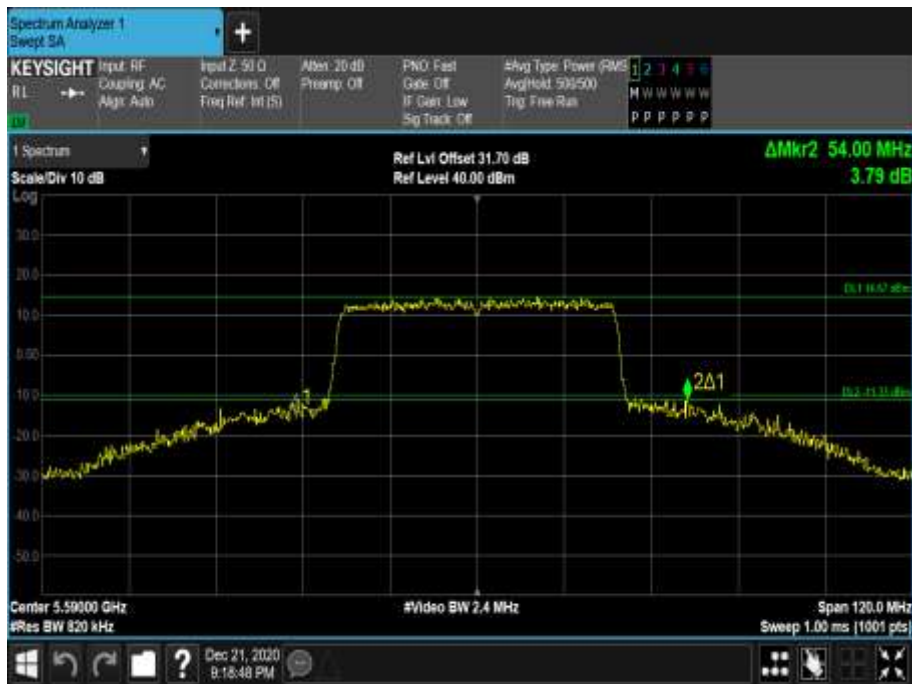 Spectrum Analyzer 1
Swept SA
+
KEYSIGHT
RL
Input: RF
Coupling: AC
Align: Auto
Input Z: 50 Ω
Corrections: Off
Freq Ref: Int (S)
Atten: 20 dB
Preamp: Off
PNO: Fast
Gate: Off
IF Gain: Low
Sig Track: Off
#Avg Type: Power (RMS
Avg|Hold: 500/500
Trig: Free Run
1 2 3 4 5 6
M W W W W W
P P P P P P
1 Spectrum
Scale/Div 10 dB
Ref Lvl Offset 31.70 dB
Ref Level 40.00 dBm
ΔMkr2 54.00 MHz
3.79 dB
Log
30.0
20.0
10.0
0.00
-10.0
-20.0
-30.0
-40.0
-50.0
2Δ1
Center 5.59000 GHz
#Res BW 820 kHz
#Video BW 2.4 MHz
Span 120.0 MHz
Sweep 1.00 ms (1001 pts)
?
Dec 21, 2020
9:18:48 PM